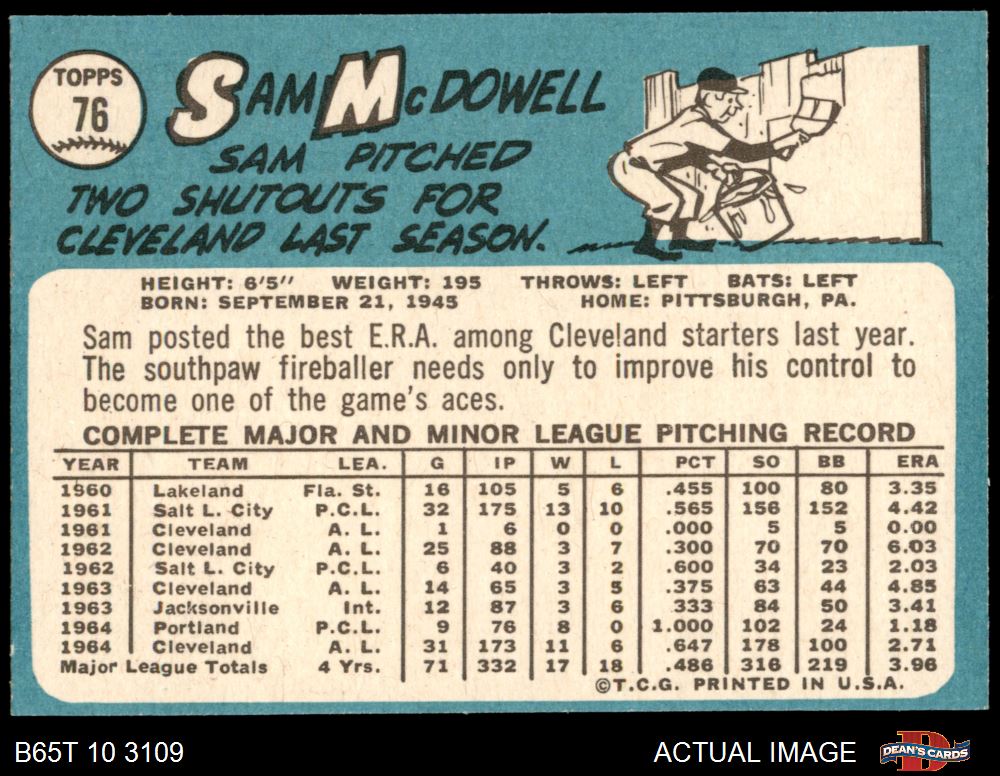 TOPPS
76
SAM McDOWELL
SAM PITCHED
TWO SHUTOUTS FOR
CLEVELAND LAST SEASON.
HEIGHT: 6'5" WEIGHT: 195 THROWS: LEFT BATS: LEFT
BORN: SEPTEMBER 21, 1945 HOME: PITTSBURGH, PA.
Sam posted the best E.R.A. among Cleveland starters last year.
The southpaw fireballer needs only to improve his control to
become one of the game's aces.
COMPLETE MAJOR AND MINOR LEAGUE PITCHING RECORD
YEAR TEAM LEA. G IP W L PCT SO BB ERA
1960 Lakeland Fla. St. 16 105 5 6 .455 100 80 3.35
1961 Salt L. City P.C.L. 32 175 13 10 .565 156 152 4.42
1961 Cleveland A. L. 1 6 0 0 .000 5 5 0.00
1962 Cleveland A. L. 25 88 3 7 .300 70 70 6.03
1962 Salt L. City P.C.L. 6 40 3 2 .600 34 23 2.03
1963 Cleveland A. L. 14 65 3 5 .375 63 44 4.85
1963 Jacksonville Int. 12 87 3 6 .333 84 50 3.41
1964 Portland P.C.L. 9 76 8 0 1.000 102 24 1.18
1964 Cleveland A. L. 31 173 11 6 .647 178 100 2.71
Major League Totals 4 Yrs. 71 332 17 18 .486 316 219 3.96
©T.C.G. PRINTED IN U.S.A.
B65T 10 3109 ACTUAL IMAGE DEAN'S CARDS